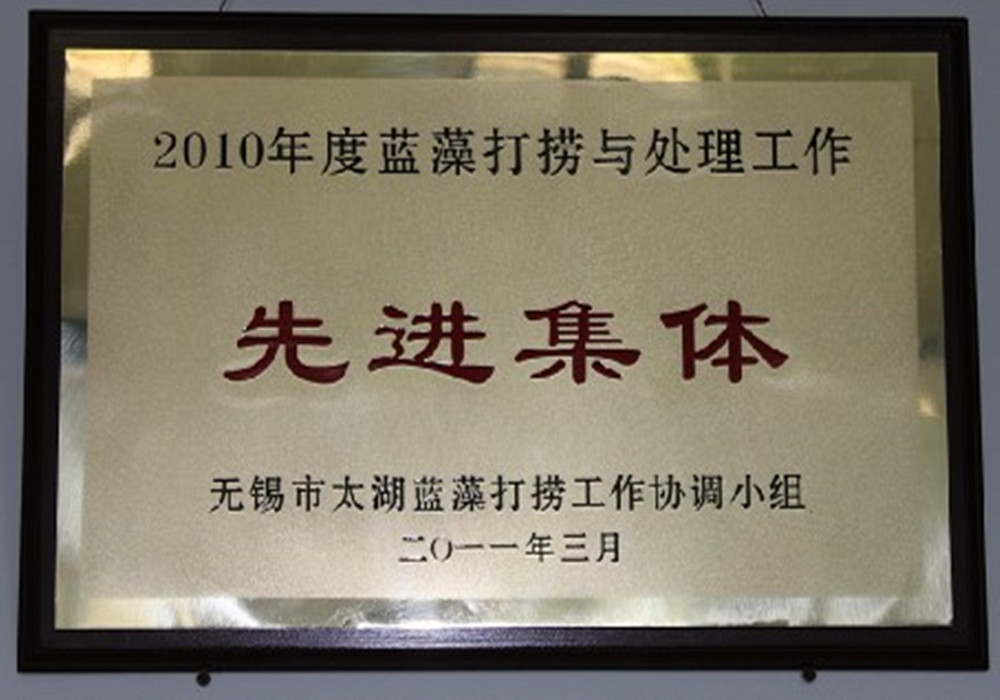 2010年度蓝藻打捞与处理工作
先进集体
无锡市太湖蓝藻打捞工作协调小组
二〇一一年三月